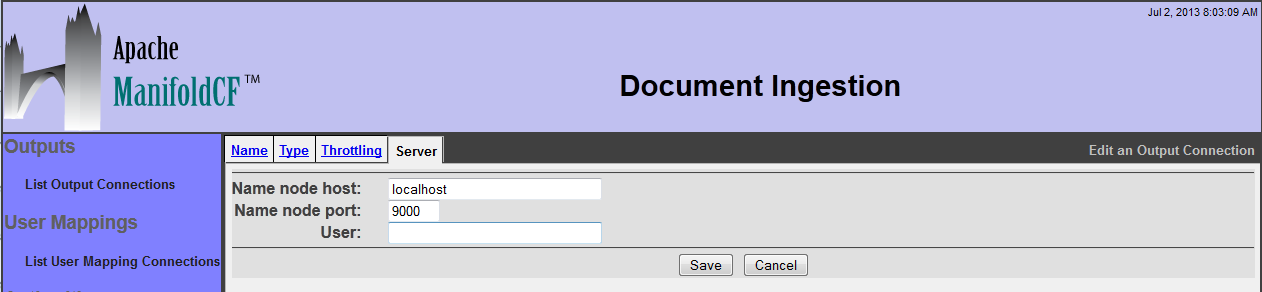 Jul 2, 2013 8:03:09 AM
Apache
ManifoldCF™
Document Ingestion
Outputs
List Output Connections
User Mappings
List User Mapping Connections
Name Type Throttling Server
Edit an Output Connection
Name node host: localhost
Name node port: 9000
User:
Save Cancel